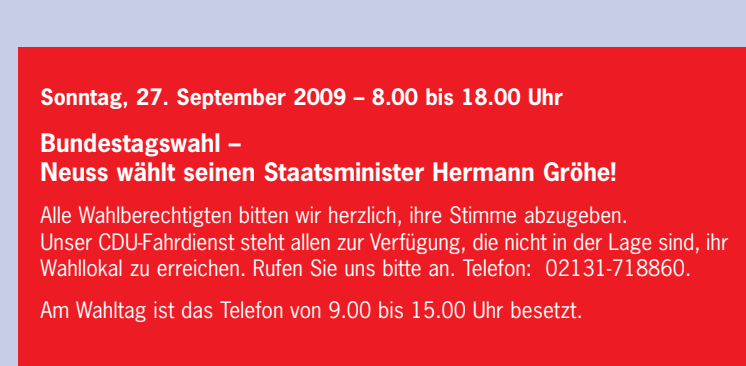 Sonntag, 27. September 2009 – 8.00 bis 18.00 Uhr
Bundestagswahl –
Neuss wählt seinen Staatsminister Hermann Gröhe!
Alle Wahlberechtigten bitten wir herzlich, ihre Stimme abzugeben.
Unser CDU-Fahrdienst steht allen zur Verfügung, die nicht in der Lage sind, ihr
Wahllokal zu erreichen. Rufen Sie uns bitte an. Telefon: 02131-718860.
Am Wahltag ist das Telefon von 9.00 bis 15.00 Uhr besetzt.